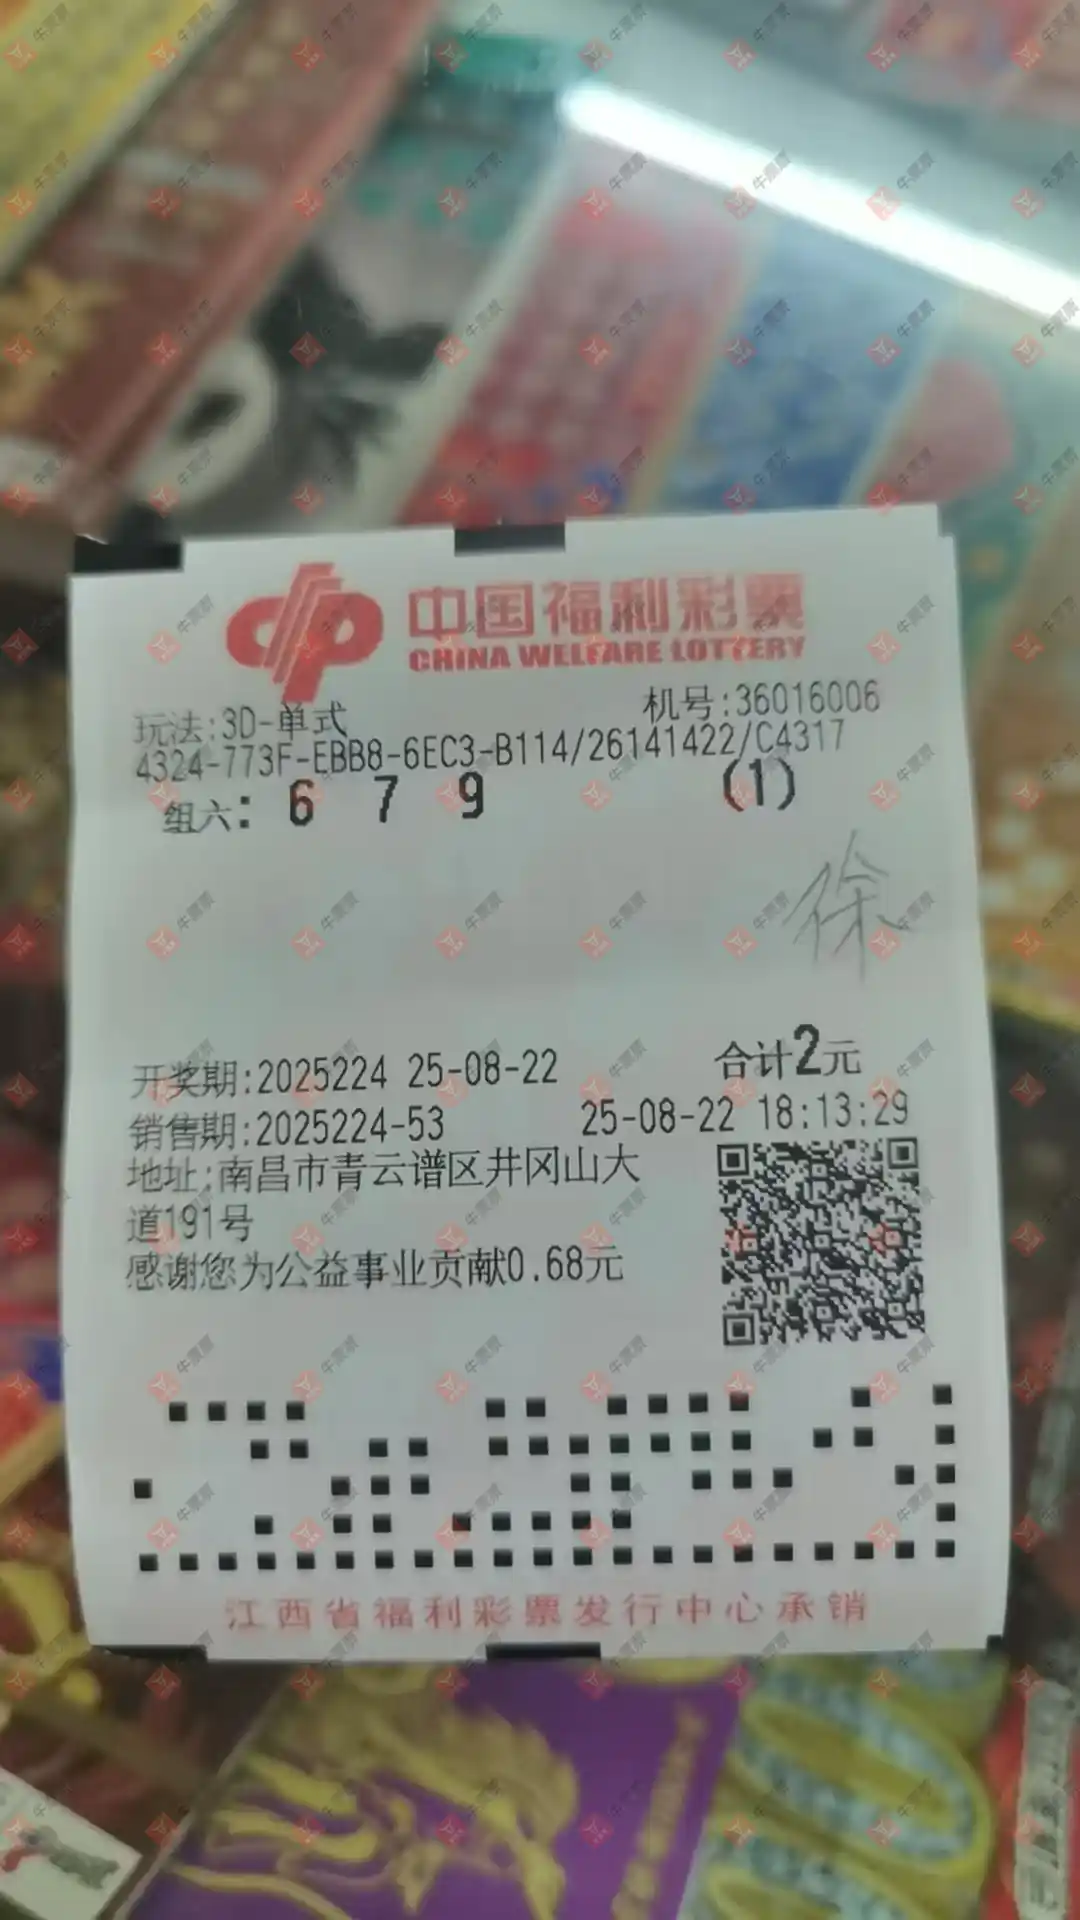 中国福利彩票
CHINA WELFARE LOTTERY
玩法:3D-单式 机号:36016006
4324-773F-EBB8-6EC3-B114/26141422/C4317
组六: 6 7 9 (1)
徐
开奖期:2025224 25-08-22 合计2元
销售期:2025224-53 25-08-22 18:13:29
地址:南昌市青云谱区井冈山大
道191号
感谢您为公益事业贡献0.68元
江西省福利彩票发行中心承销
牛票票